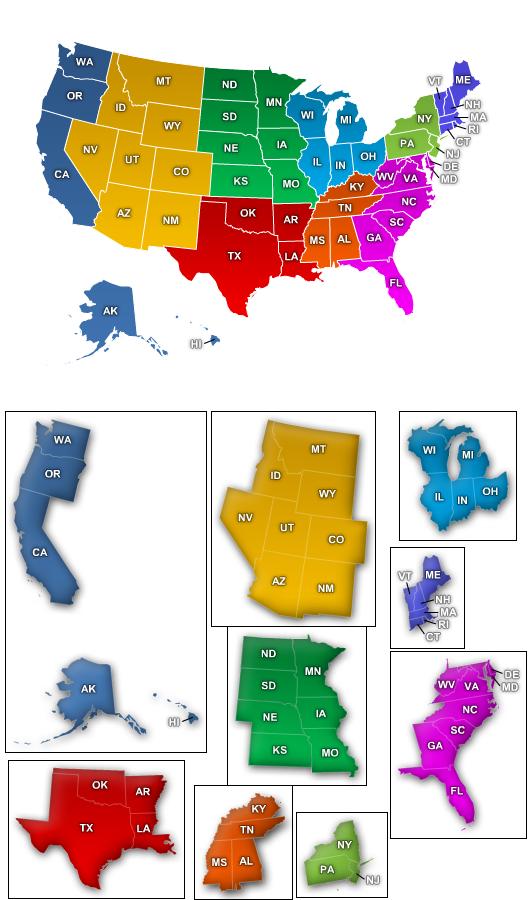 WA
MT
ND
MN
VT
ME
OR
ID
SD
WI
MI
NY
NH
MA
RI
WY
NE
IA
CT
NV
UT
CO
IL
IN
OH
PA
NJ
DE
MD
CA
KS
MO
KY
WV
VA
AZ
NM
OK
AR
TN
NC
TX
LA
MS
AL
GA
SC
FL
AK
HI
WA
OR
CA
AK
HI
MT
ID
WY
NV
UT
CO
AZ
NM
WI
MI
IL
IN
OH
VT
ME
NH
MA
RI
CT
ND
MN
SD
NE
IA
KS
MO
DE
WV
VA
MD
NC
SC
GA
FL
OK
AR
TX
LA
KY
TN
MS
AL
NY
PA
NJ